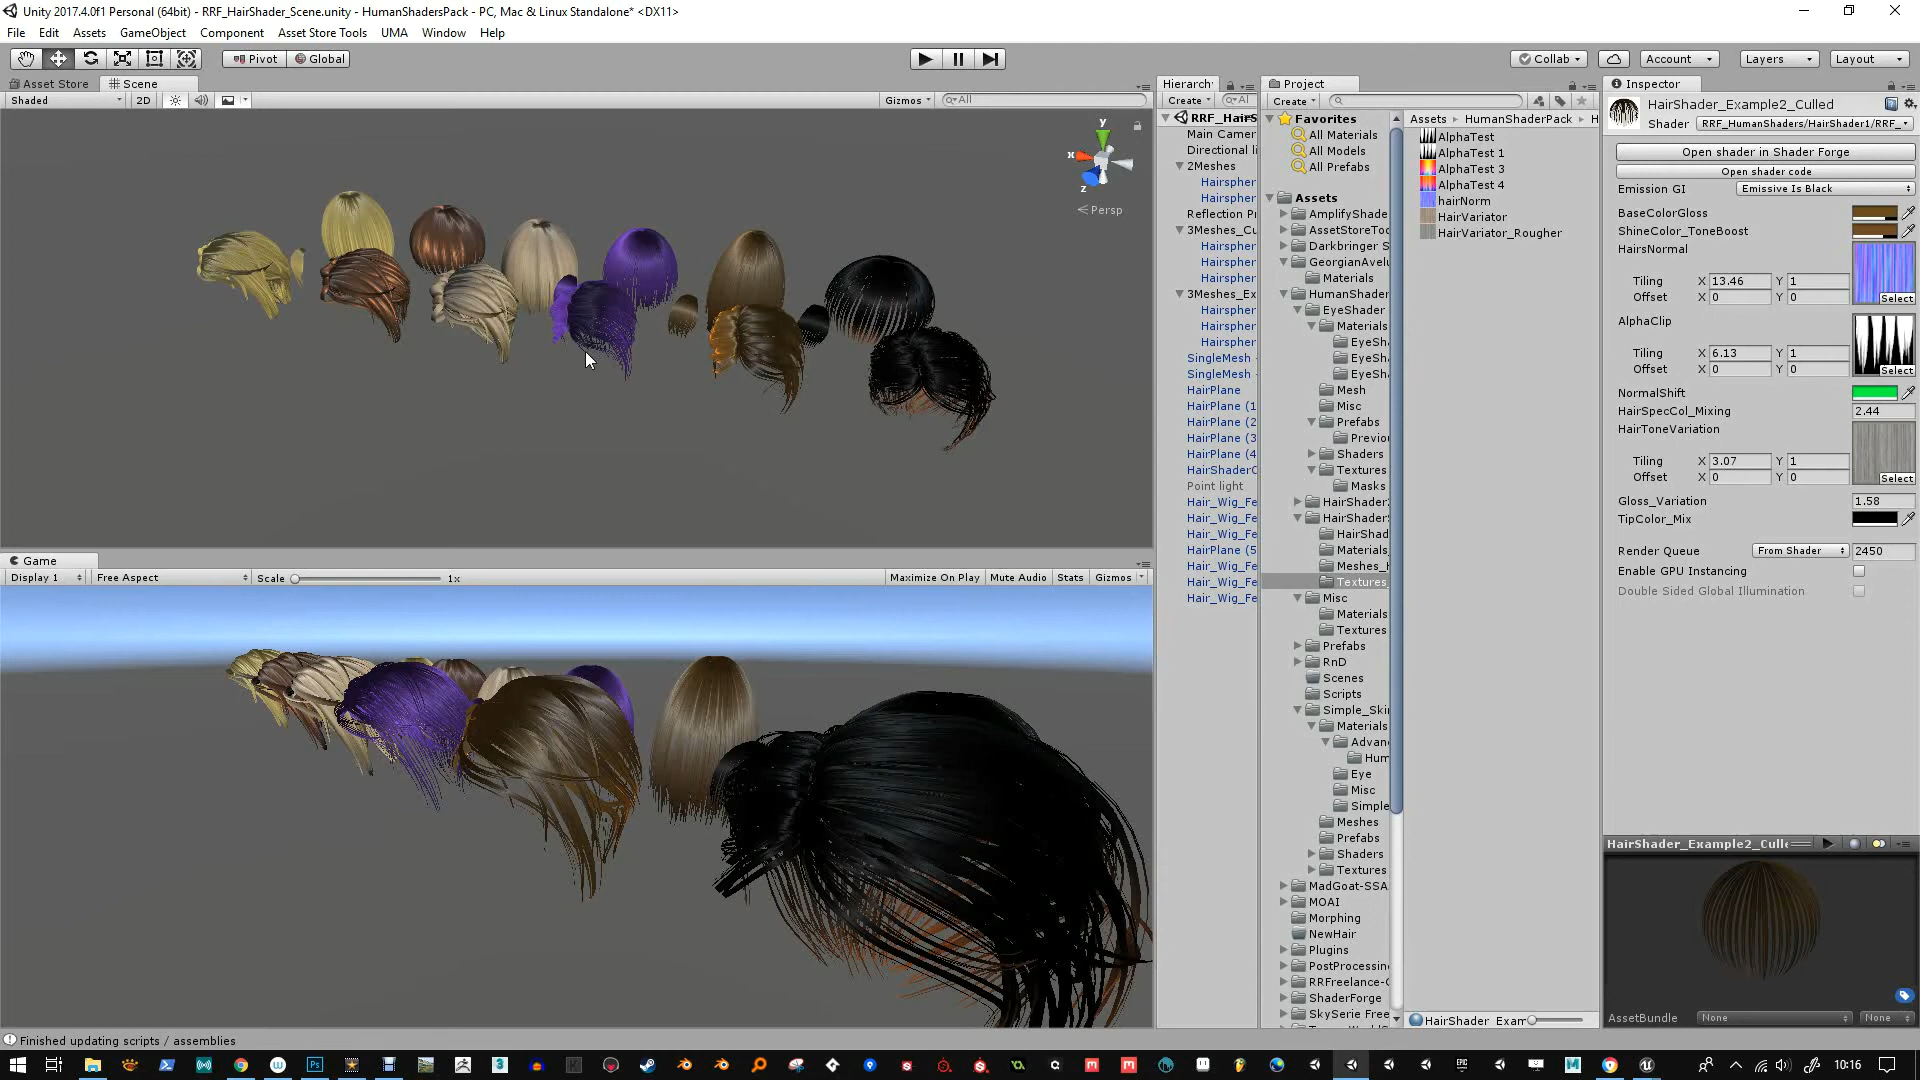 Unity 2017.4.0f1 Personal (64bit) - RRF_HairShader_Scene.unity - HumanShadersPack - PC, Mac & Linux Standalone* <DX11>
File Edit Assets GameObject Component Asset Store Tools UMA Window Help
Pivot Global Collab Account Layers Layout
Asset Store Scene
Shaded 2D Gizmos All
y
x
z
Persp
Game
Display 1 Free Aspect Scale 1x Maximize On Play Mute Audio Stats Gizmos
Hierarch
Create Al
RRF_HairS
Main Camer
Directional li
2Meshes
Hairspher
Hairspher
Reflection Pr
3Meshes_Cu
Hairspher
Hairspher
Hairspher
3Meshes_Ex
Hairspher
Hairspher
Hairspher
SingleMesh
SingleMesh
HairPlane
HairPlane (1
HairPlane (2
HairPlane (3
HairPlane (4
HairShaderC
Point light
Hair_Wig_Fe
Hair_Wig_Fe
Hair_Wig_Fe
HairPlane (5
Hair_Wig_Fe
Hair_Wig_Fe
Hair_Wig_Fe
Project
Create
Favorites
All Materials
All Models
All Prefabs
Assets
AmplifyShade
AssetStoreToo
Darkbringer S
GeorgianAvelu
Materials
HumanShader
EyeShader
Materials
EyeSh
EyeSh
EyeSh
Mesh
Misc
Prefabs
Previou
Shaders
Textures
Masks
HairShader
HairShader
HairShad
Materials_
Meshes_H
Textures_
Misc
Materials
Textures
Prefabs
RnD
Scenes
Scripts
Simple_Skin
Materials
Advan
Hum
Eye
Misc
Simple
Meshes
Prefabs
Shaders
Textures
MadGoat-SSA
MOAI
Morphing
NewHair
Plugins
PostProcessin
RRFreelance-C
ShaderForge
SkySerie Free
Assets HumanShaderPack H
AlphaTest
AlphaTest 1
AlphaTest 3
AlphaTest 4
hairNorm
HairVariator
HairVariator_Rougher
HairShader_Exam
Inspector
HairShader_Example2_Culled
Shader RRF_HumanShaders/HairShader1/RRF_
Open shader in Shader Forge
Open shader code
Emission GI Emissive Is Black
BaseColorGloss
ShineColor_ToneBoost
HairsNormal
Tiling X 13.46 Y 1
Offset X 0 Y 0
Select
AlphaClip
Tiling X 6.13 Y 1
Offset X 0 Y 0
Select
NormalShift
HairSpecCol_Mixing 2.44
HairToneVariation
Tiling X 3.07 Y 1
Offset X 0 Y 0
Select
Gloss_Variation 1.58
TipColor_Mix
Render Queue From Shader 2450
Enable GPU Instancing
Double Sided Global Illumination
HairShader_Example2_Culle
AssetBundle None None
Finished updating scripts / assemblies
10:16